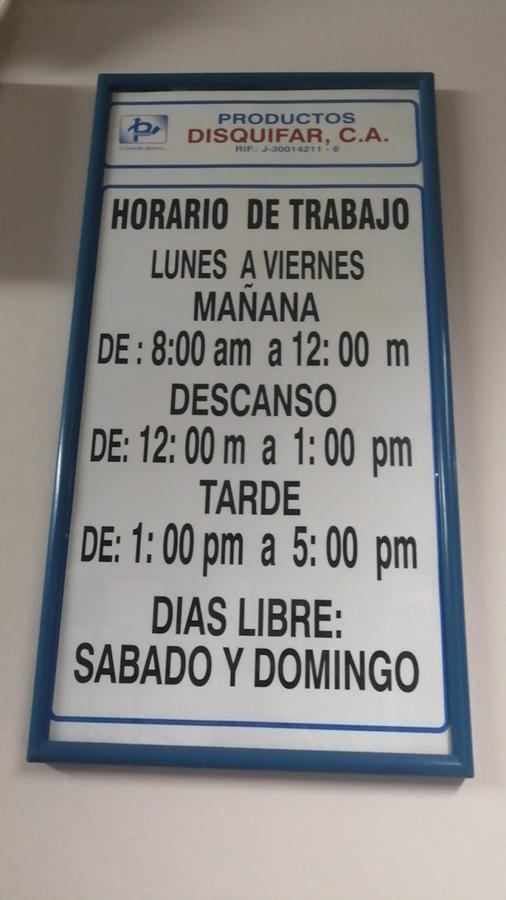 PRODUCTOS
DISQUIFAR, C.A.
RIF.: J-30014211 - 6
HORARIO DE TRABAJO
LUNES A VIERNES
MAÑANA
DE : 8:00 am a 12: 00 m
DESCANSO
DE: 12: 00 m a 1: 00 pm
TARDE
DE: 1: 00 pm a 5: 00 pm
DIAS LIBRE:
SABADO Y DOMINGO